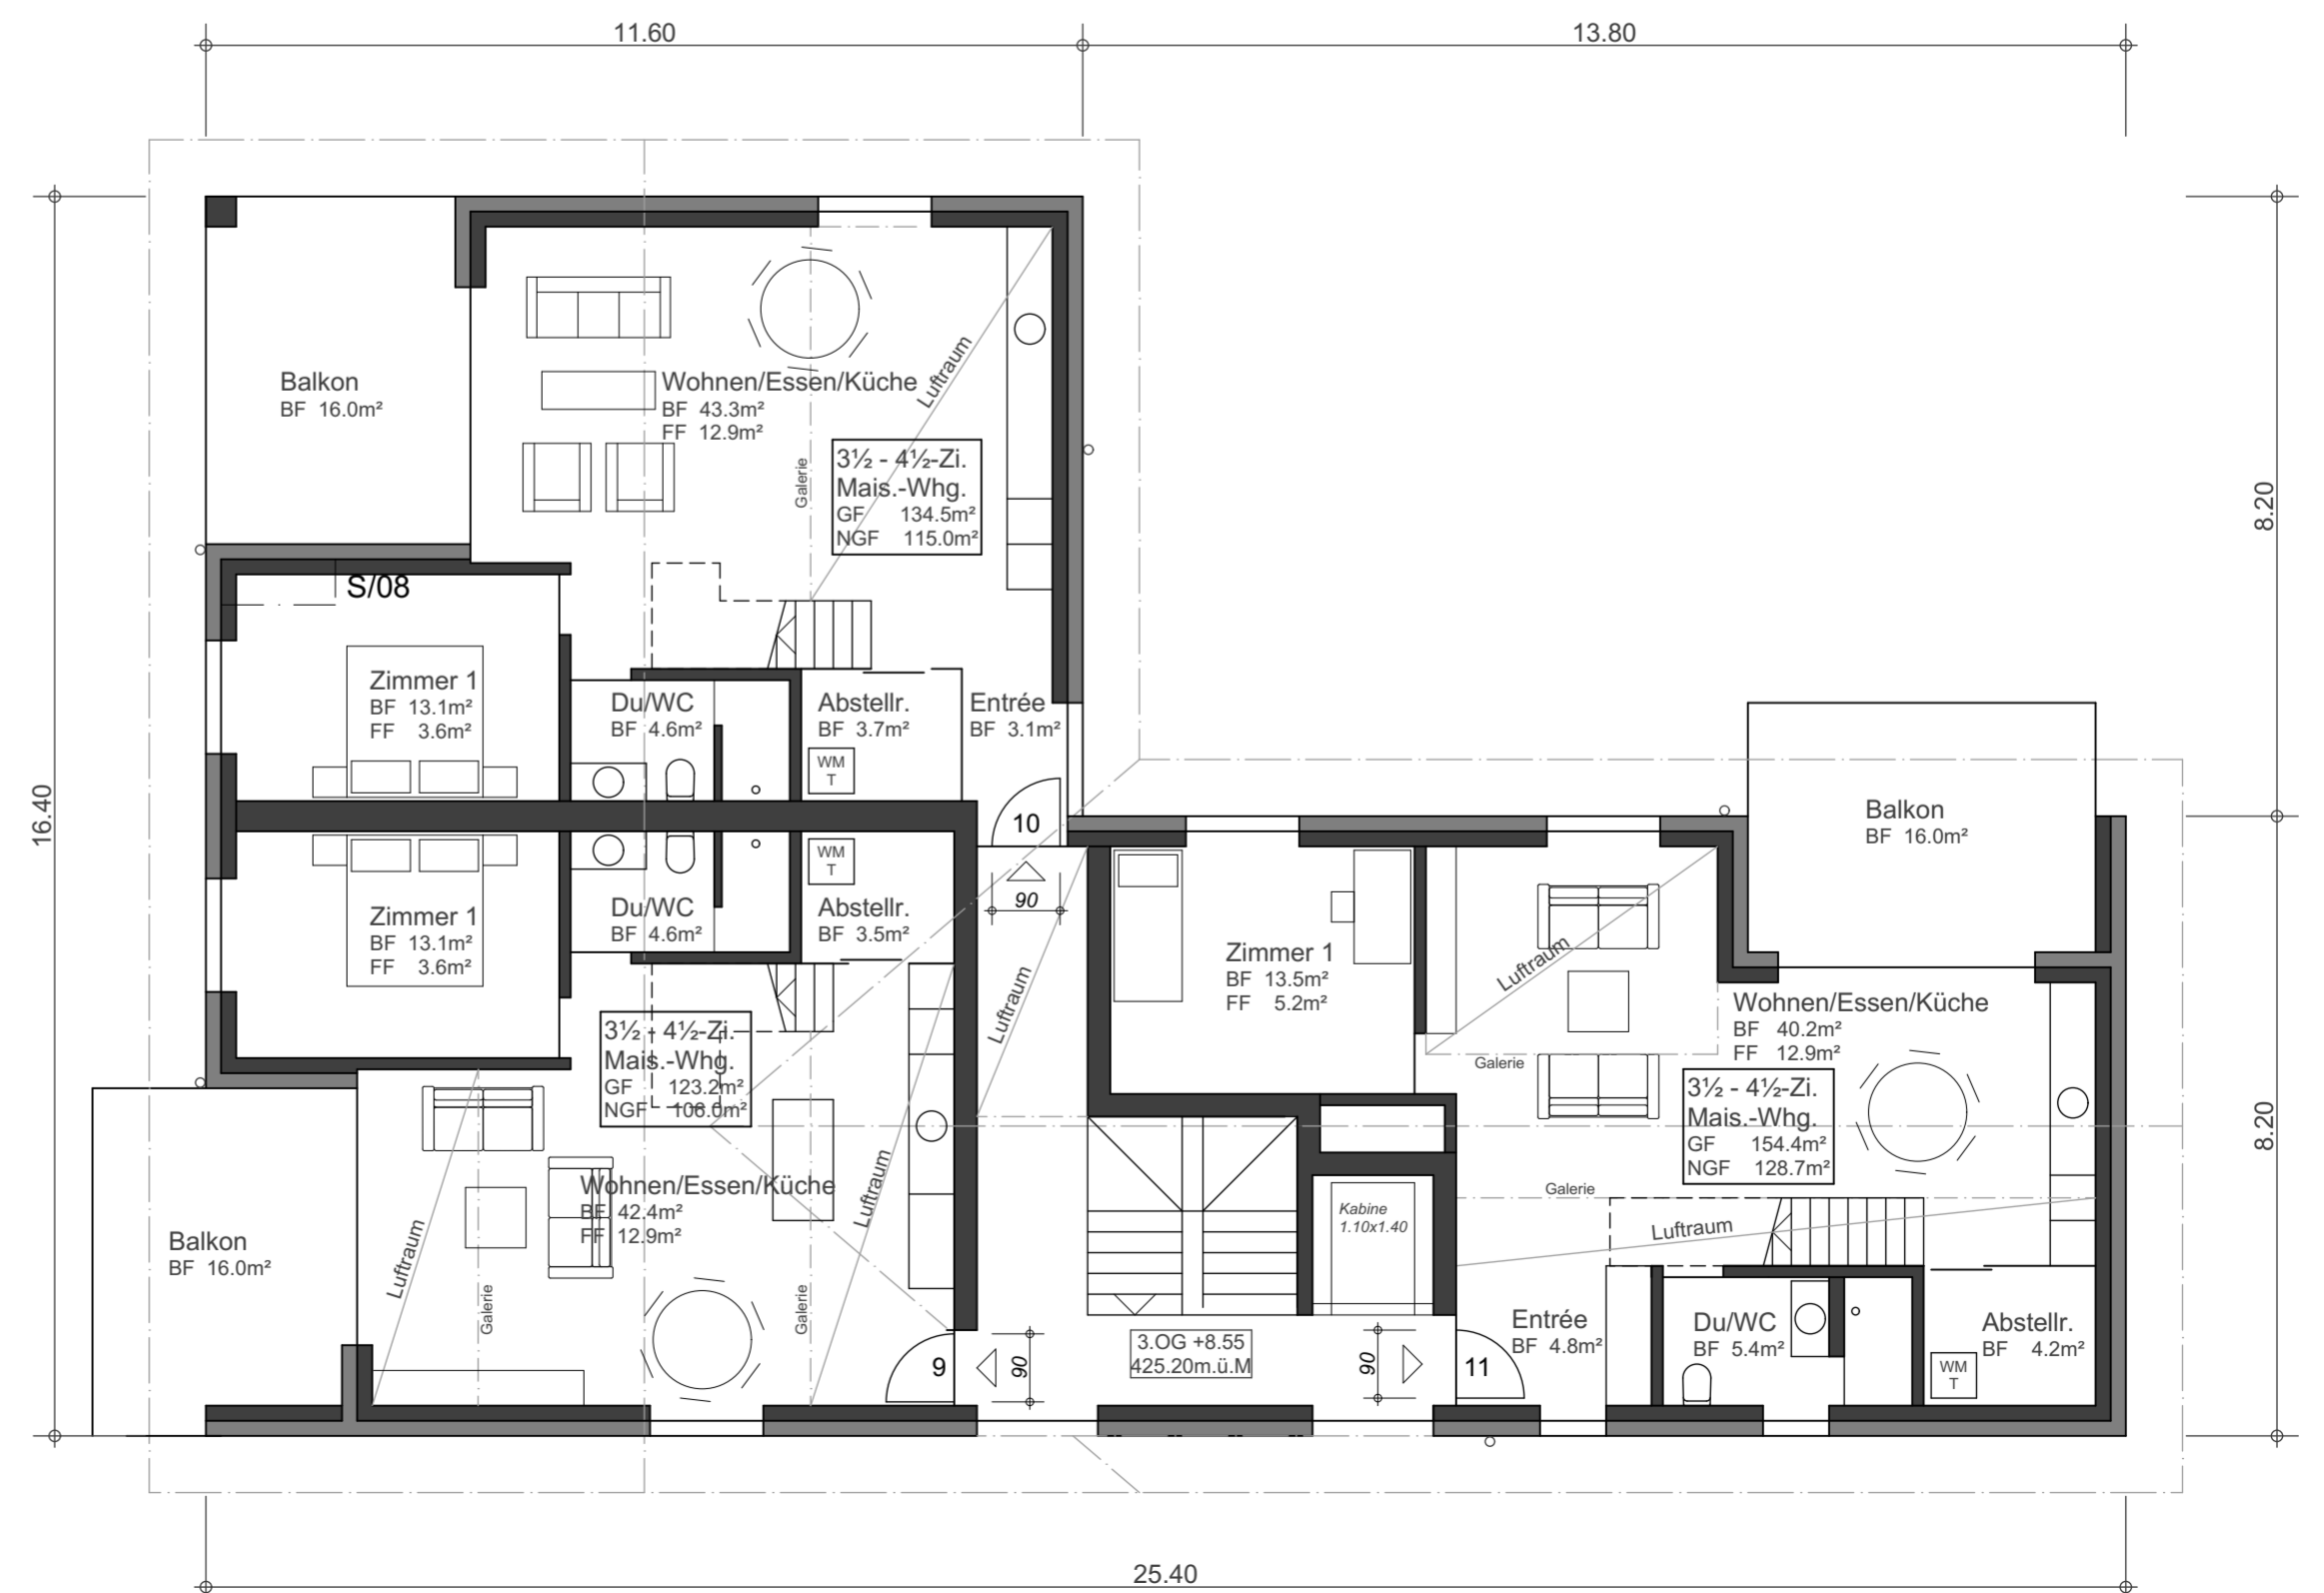 11.60
13.80
16.40
8.20
8.20
25.40
Balkon
BF 16.0m²
Wohnen/Essen/Küche
BF 43.3m²
FF 12.9m²
Luftraum
Galerie
3½ - 4½-Zi.
Mais.-Whg.
GF 134.5m²
NGF 115.0m²
S/08
Zimmer 1
BF 13.1m²
FF 3.6m²
Du/WC
BF 4.6m²
Abstellr.
BF 3.7m²
WM
T
Entrée
BF 3.1m²
10
90
Zimmer 1
BF 13.1m²
FF 3.6m²
Du/WC
BF 4.6m²
WM
T
Abstellr.
BF 3.5m²
3½ - 4½-Zi.
Mais.-Whg.
GF 123.2m²
NGF 106.0m²
Wohnen/Essen/Küche
BF 42.4m²
FF 12.9m²
Luftraum
Galerie
Galerie
Luftraum
Balkon
BF 16.0m²
9
90
Luftraum
3.OG +8.55
425.20m.ü.M
Kabine
1.10x1.40
90
11
Zimmer 1
BF 13.5m²
FF 5.2m²
Luftraum
Galerie
Balkon
BF 16.0m²
Wohnen/Essen/Küche
BF 40.2m²
FF 12.9m²
3½ - 4½-Zi.
Mais.-Whg.
GF 154.4m²
NGF 128.7m²
Galerie
Luftraum
Entrée
BF 4.8m²
Du/WC
BF 5.4m²
Abstellr.
BF 4.2m²
WM
T